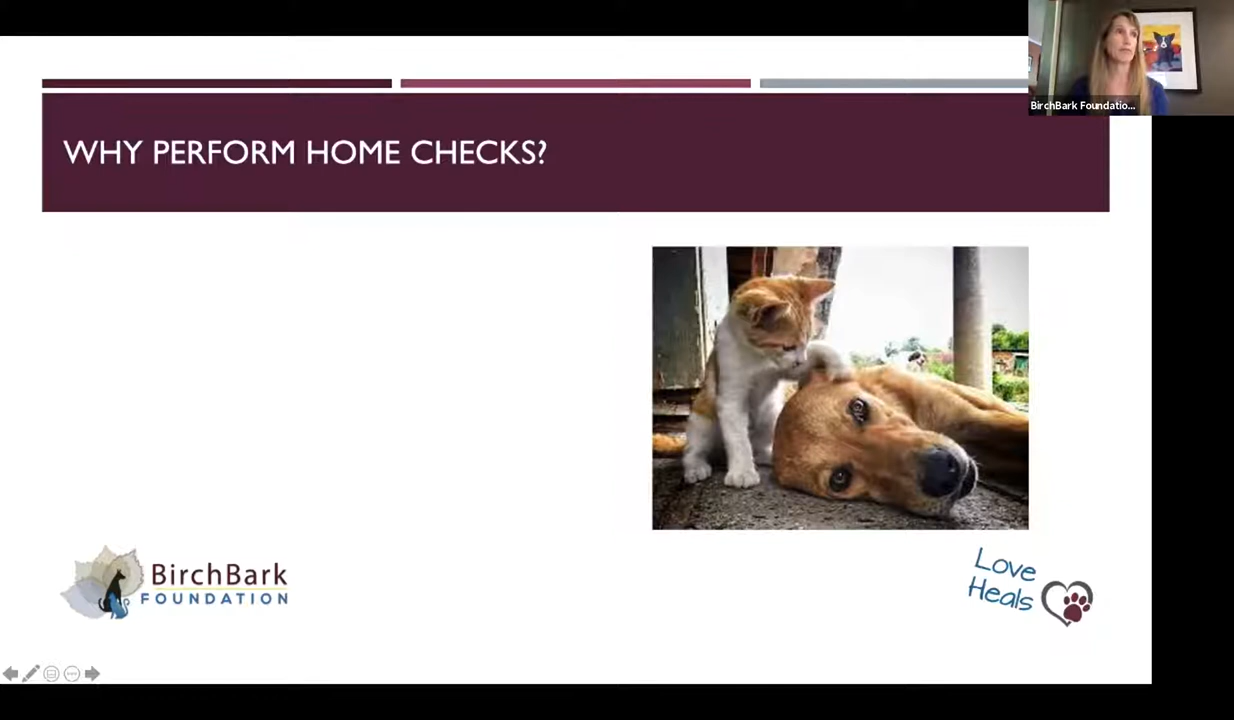 BirchBark Foundatio...
WHY PERFORM HOME CHECKS?
BirchBark
FOUNDATION
Love
Heals